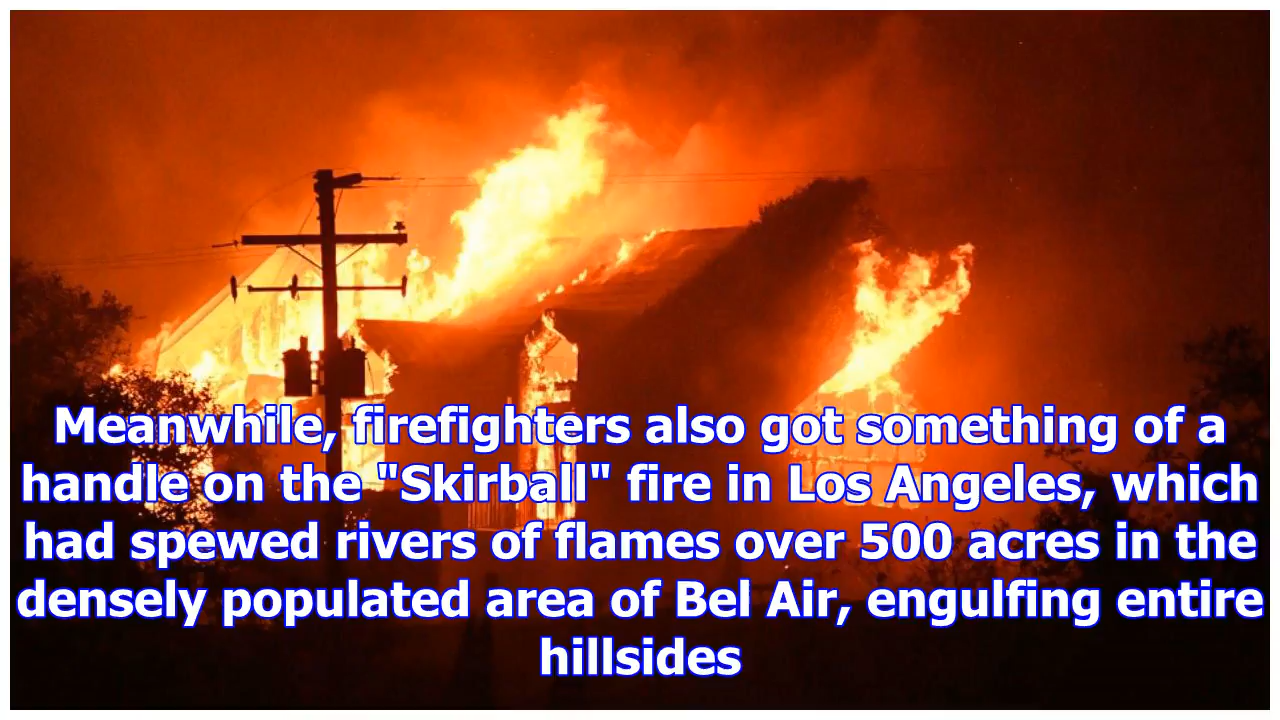 Meanwhile, firefighters also got something of a
handle on the "Skirball" fire in Los Angeles, which
had spewed rivers of flames over 500 acres in the
densely populated area of Bel Air, engulfing entire
hillsides